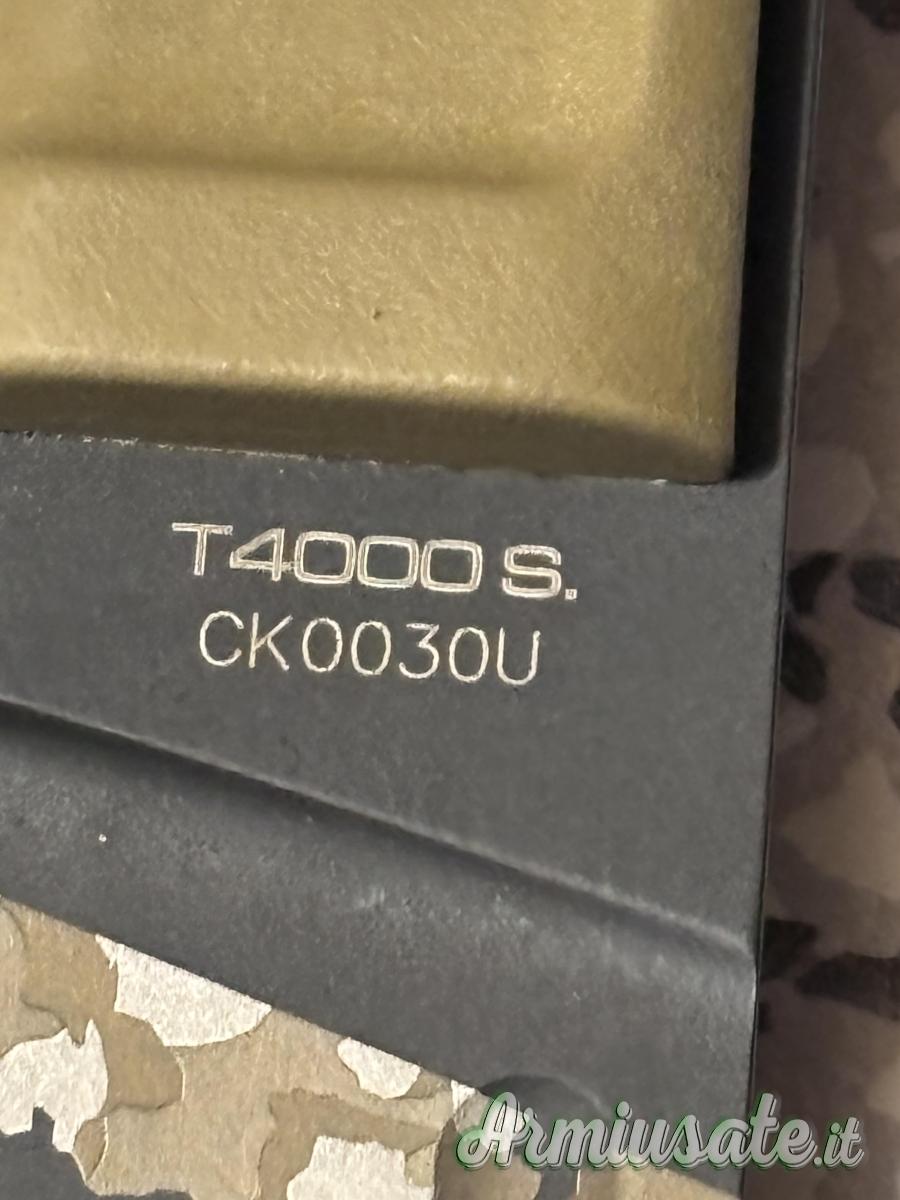 T4000 S.
CK0030U
Armiusate.it